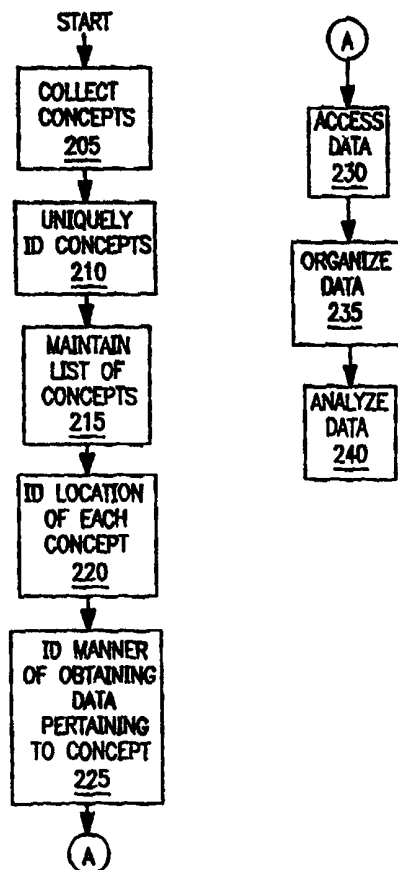 START
COLLECT
CONCEPTS
205
UNIQUELY
ID CONCEPTS
210
MAINTAIN
LIST OF
CONCEPTS
215
ID LOCATION
OF EACH
CONCEPT
220
ID MANNER
OF OBTAINING
DATA
PERTAINING
TO CONCEPT
225
A
A
ACCESS
DATA
230
ORGANIZE
DATA
235
ANALYZE
DATA
240